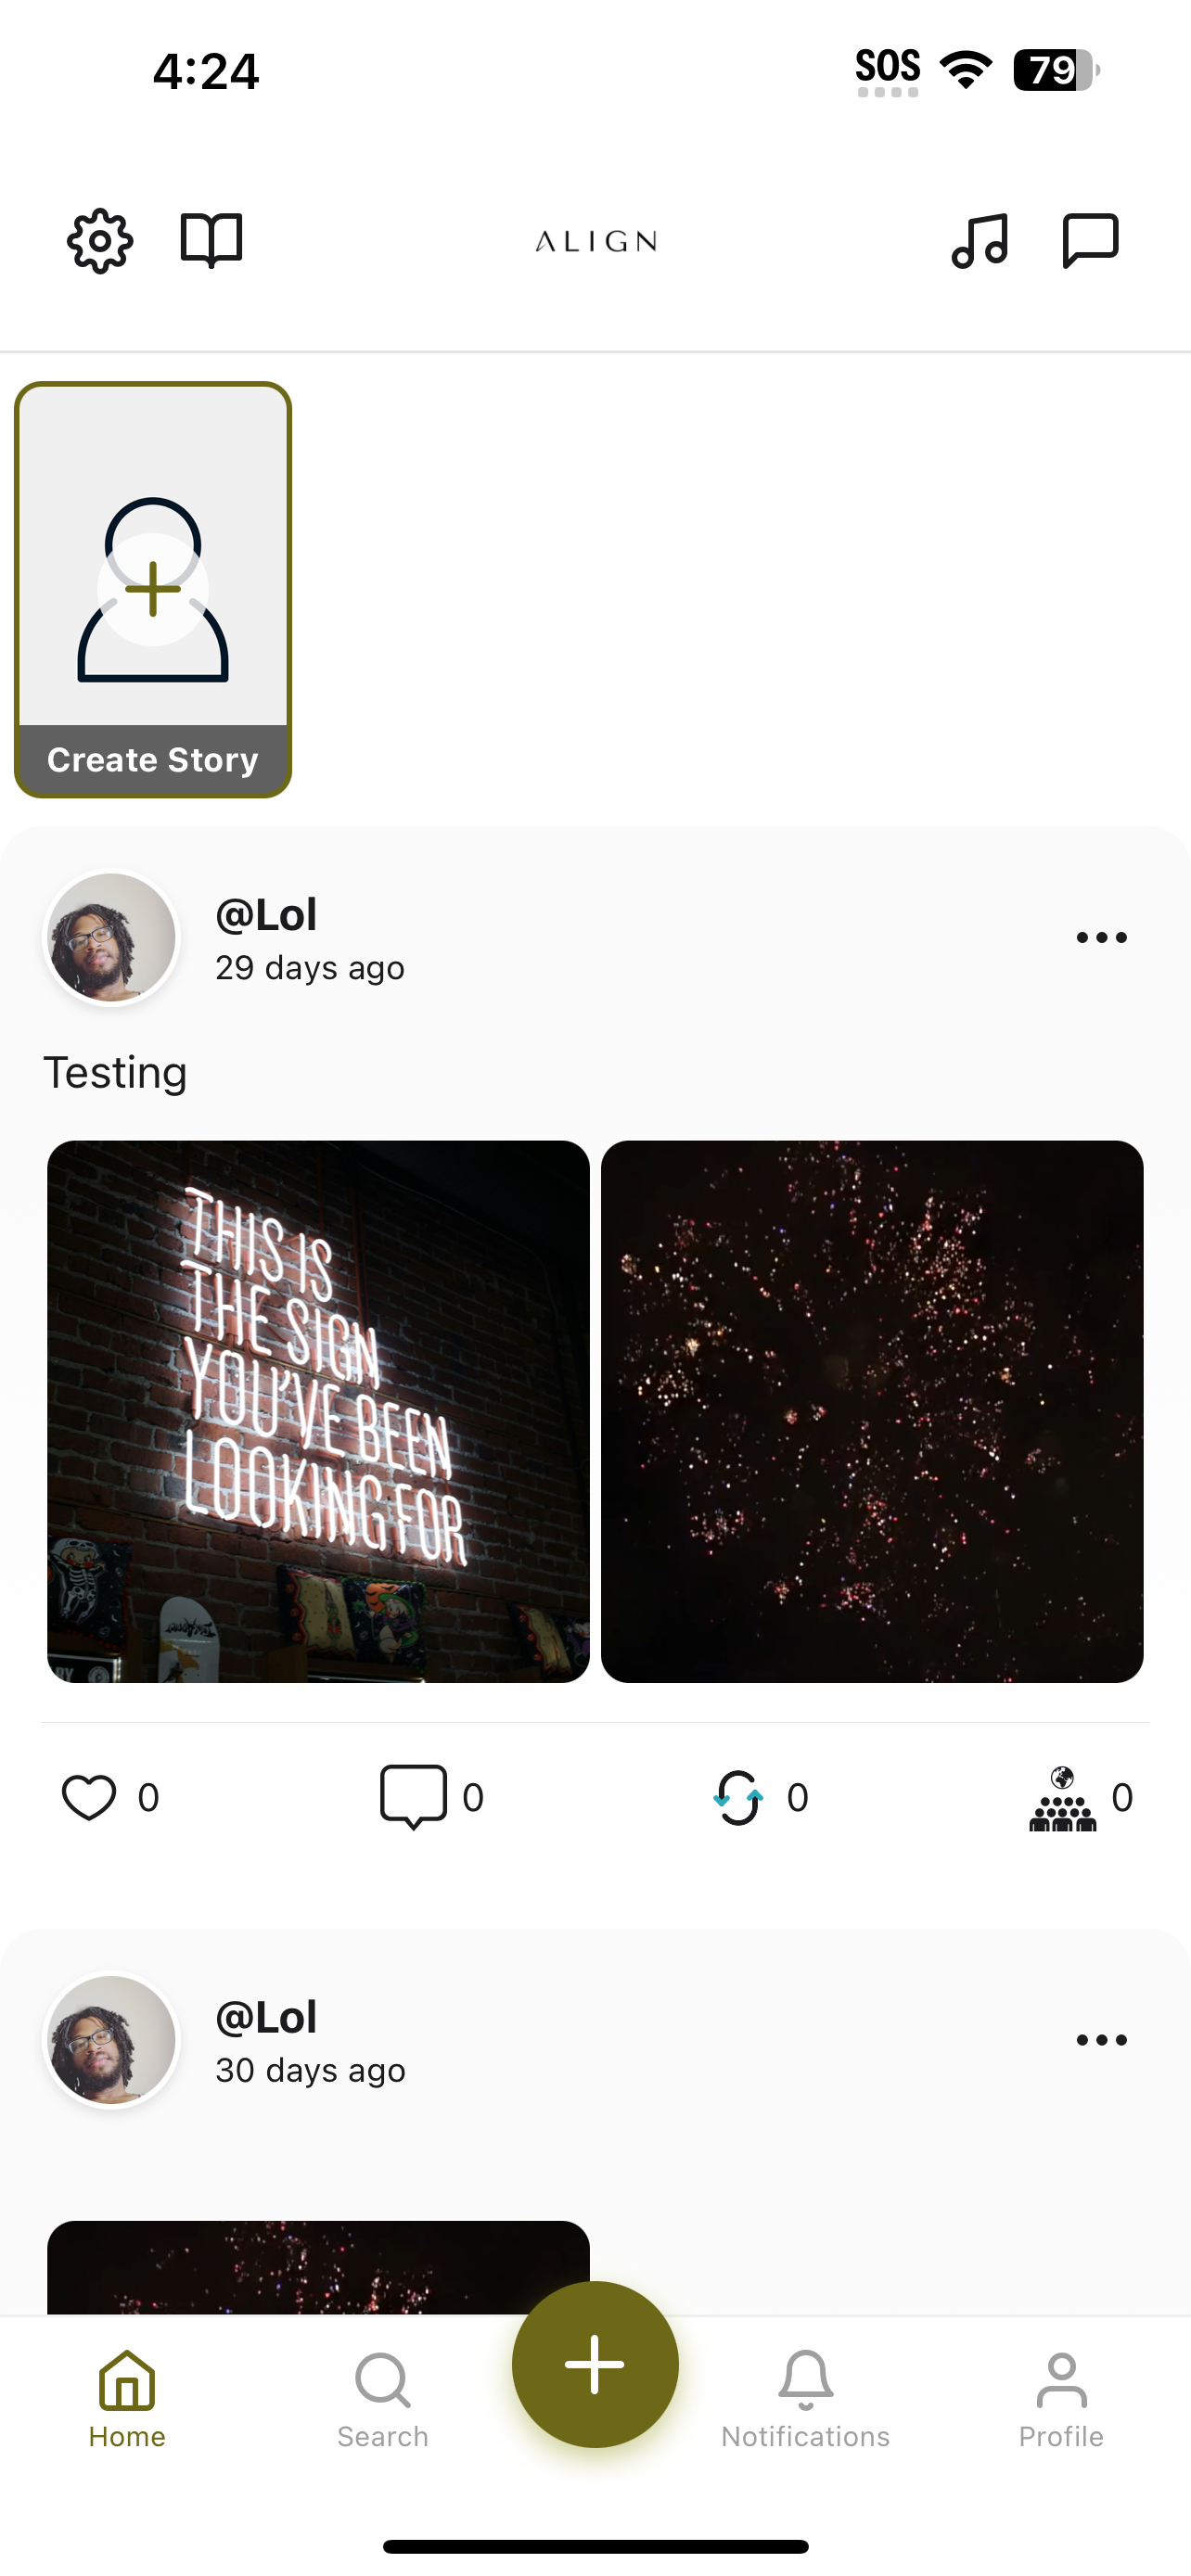 4:24
SOS
79
ALIGN
Create Story
@Lol
29 days ago
Testing
THIS IS
THE SIGN
YOU'VE BEEN
LOOKING FOR
0
0
0
0
@Lol
30 days ago
Home
Search
Notifications
Profile